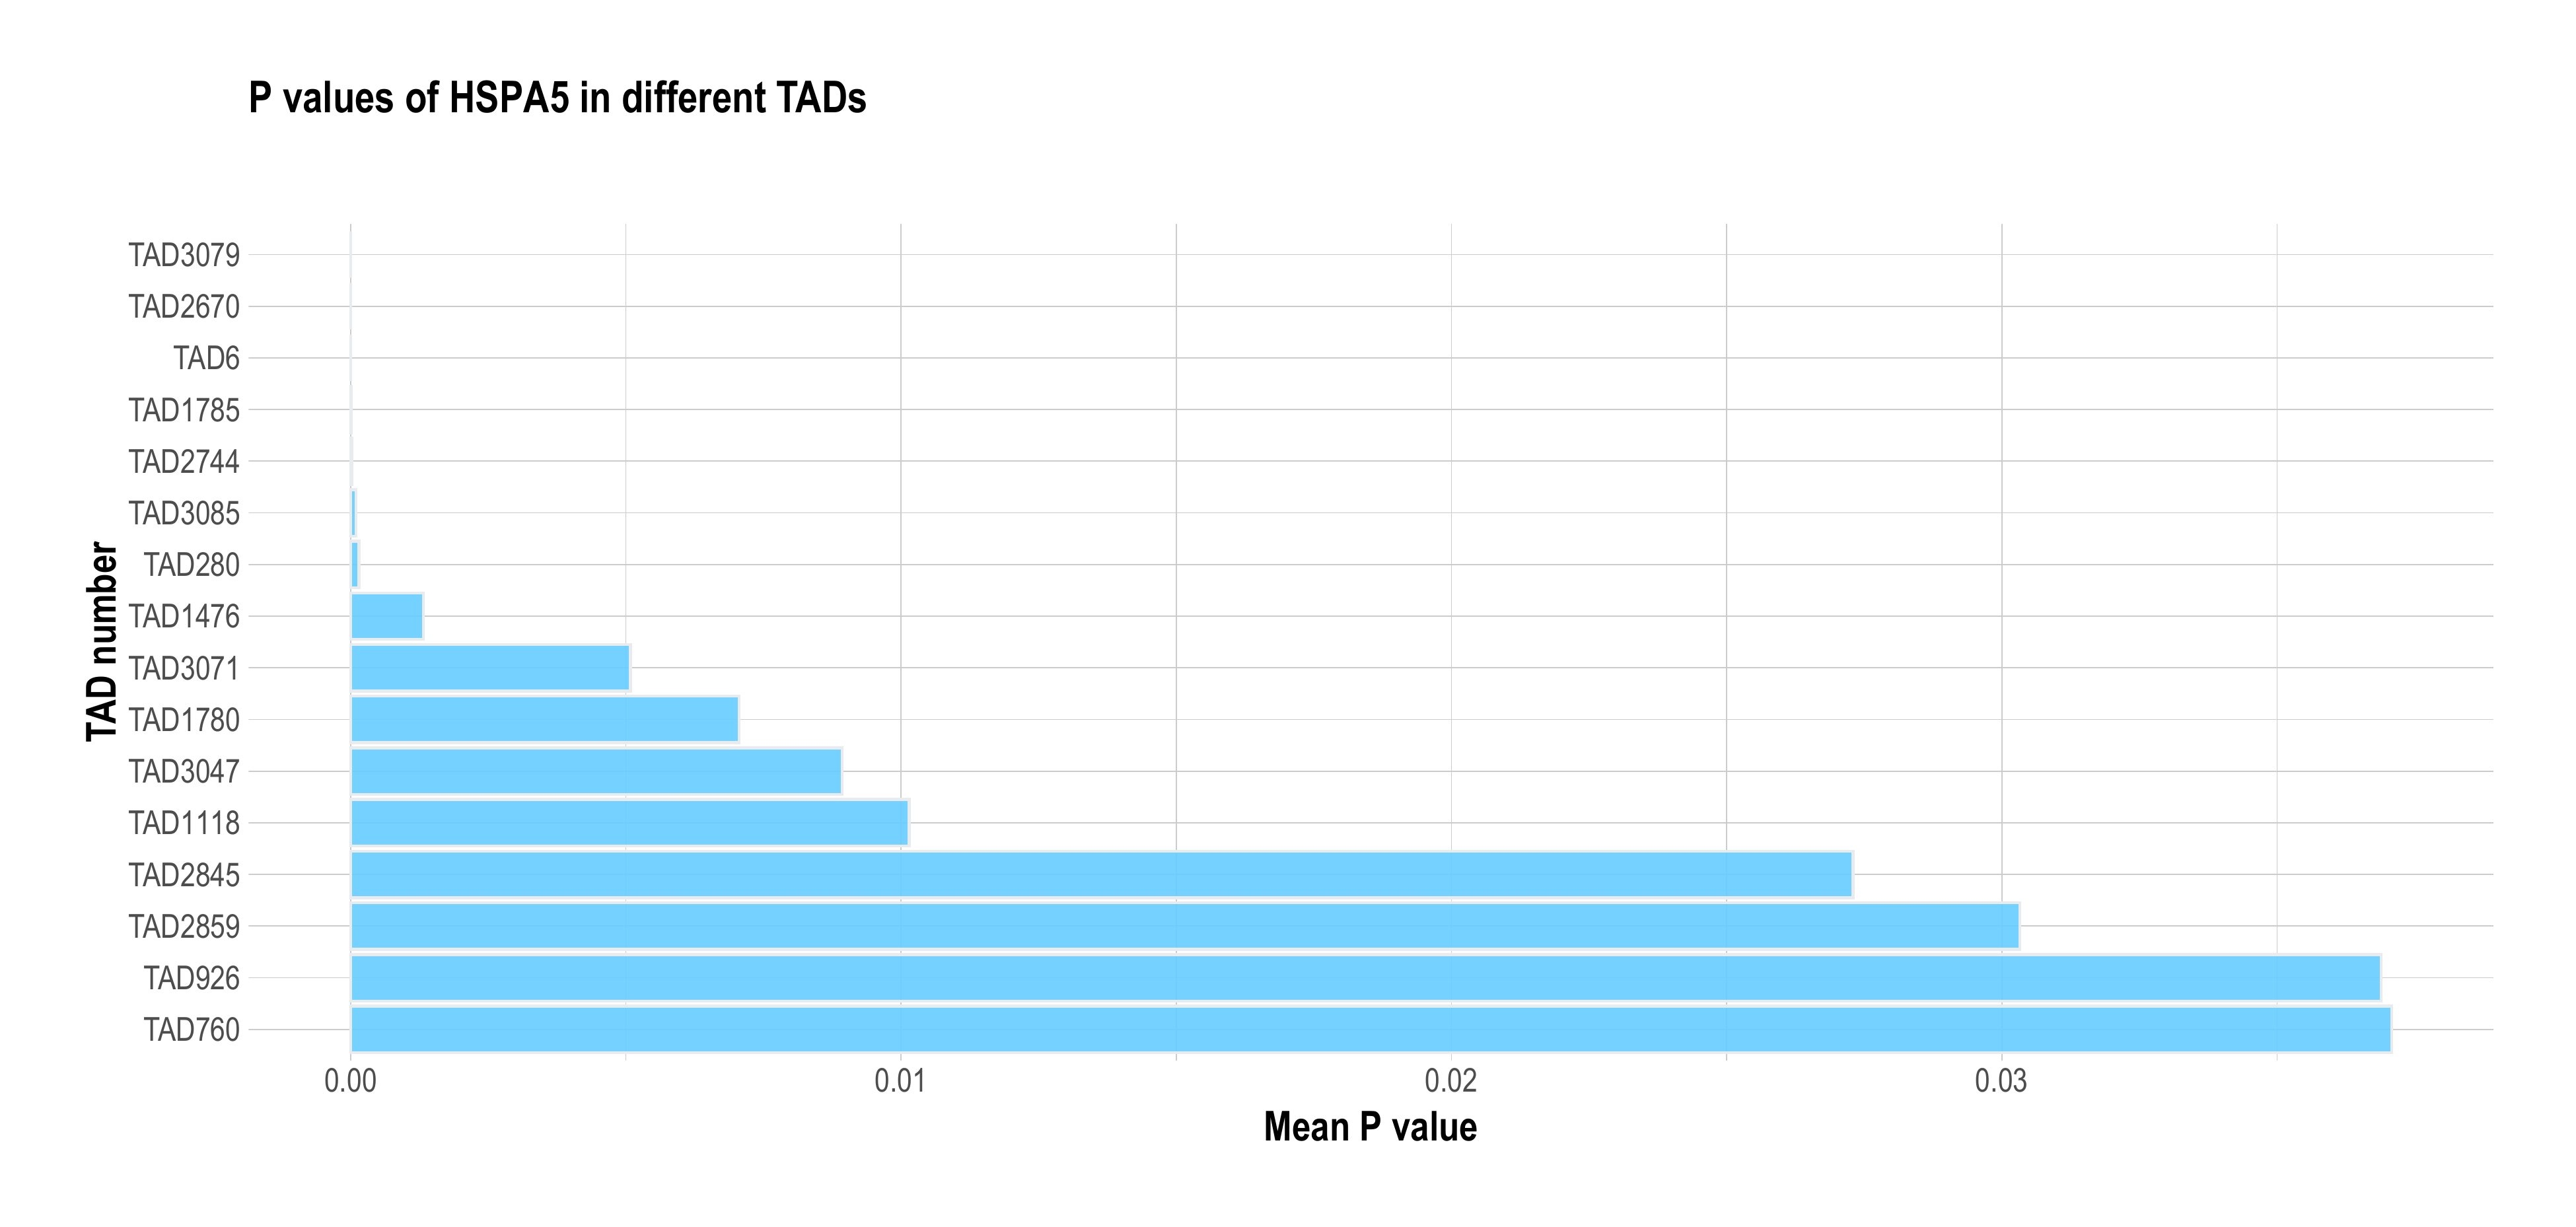 P values of HSPA5 in different TADs
TAD number
TAD3079
TAD2670
TAD6
TAD1785
TAD2744
TAD3085
TAD280
TAD1476
TAD3071
TAD1780
TAD3047
TAD1118
TAD2845
TAD2859
TAD926
TAD760
0.00 0.01 0.02 0.03
Mean P value